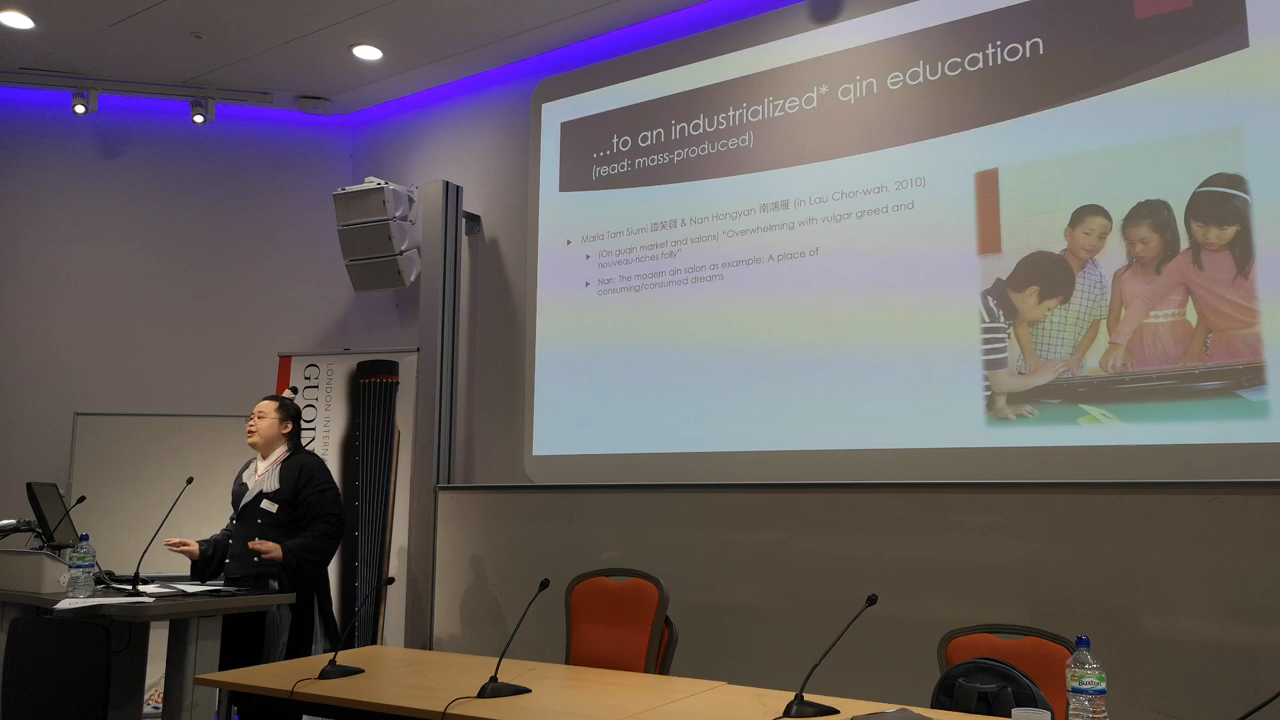 ...to an industrialized* qin education
(read: mass-produced)
Maria Tam Siumi 譚笑薇 & Nan Hongyan 南鴻雁 (in Lau Chor-wah, 2010)
(On guqin market and salons) "Overwhelming with vulgar greed and
nouveau-riches folly"
Nan: The modern qin salon as example: A place of
consuming/consumed dreams
LONDON INTERN
GUQIN
Buxton